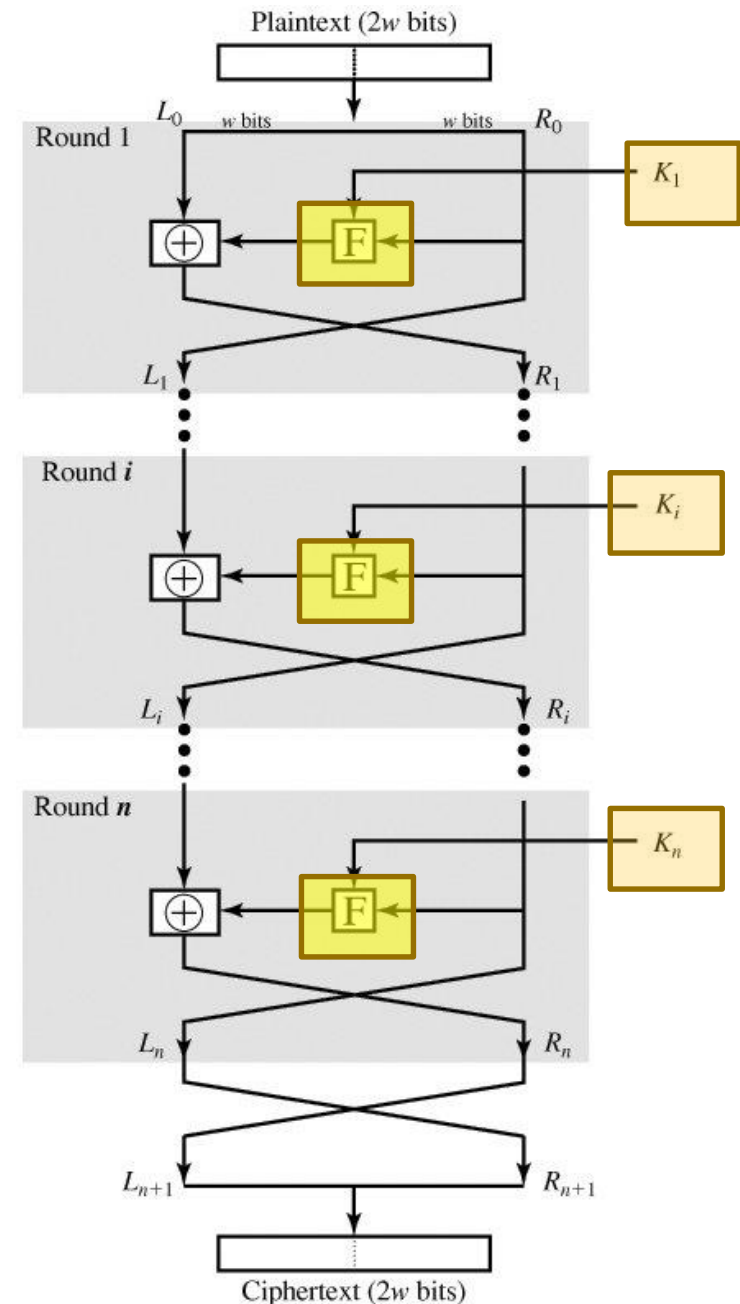 Plaintext (2w bits)
L₀ w bits w bits R₀
Round 1
K₁
F
L₁ R₁
Round i
Kᵢ
F
Lᵢ Rᵢ
Round n
Kₙ
F
Lₙ Rₙ
Lₙ₊₁ Rₙ₊₁
Ciphertext (2w bits)